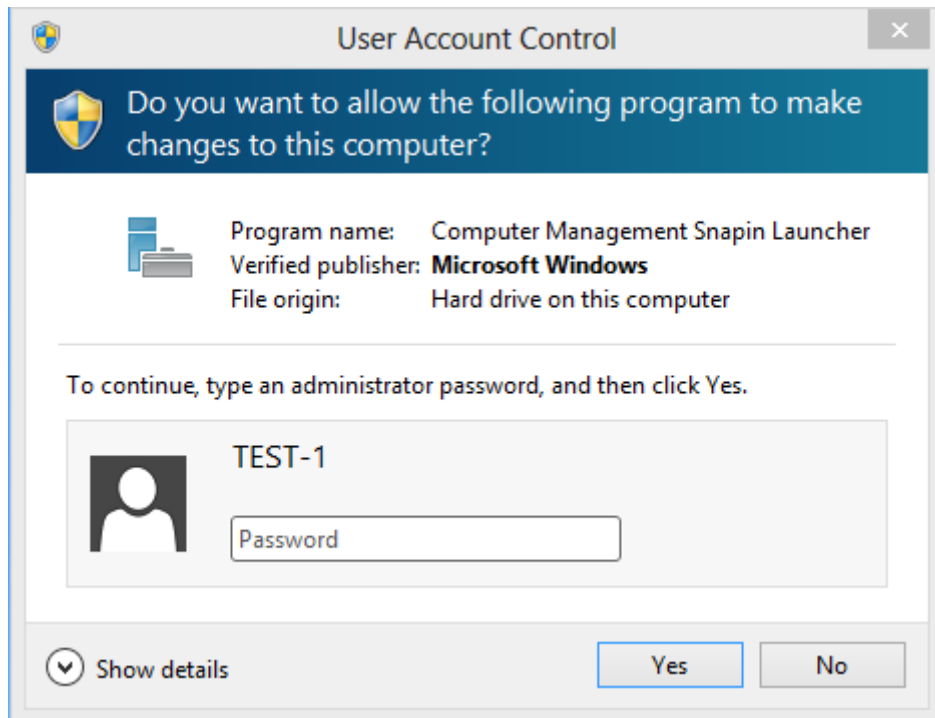 User Account Control
Do you want to allow the following program to make
changes to this computer?
Program name: Computer Management Snapin Launcher
Verified publisher: Microsoft Windows
File origin: Hard drive on this computer
To continue, type an administrator password, and then click Yes.
TEST-1
Password
Show details
Yes
No